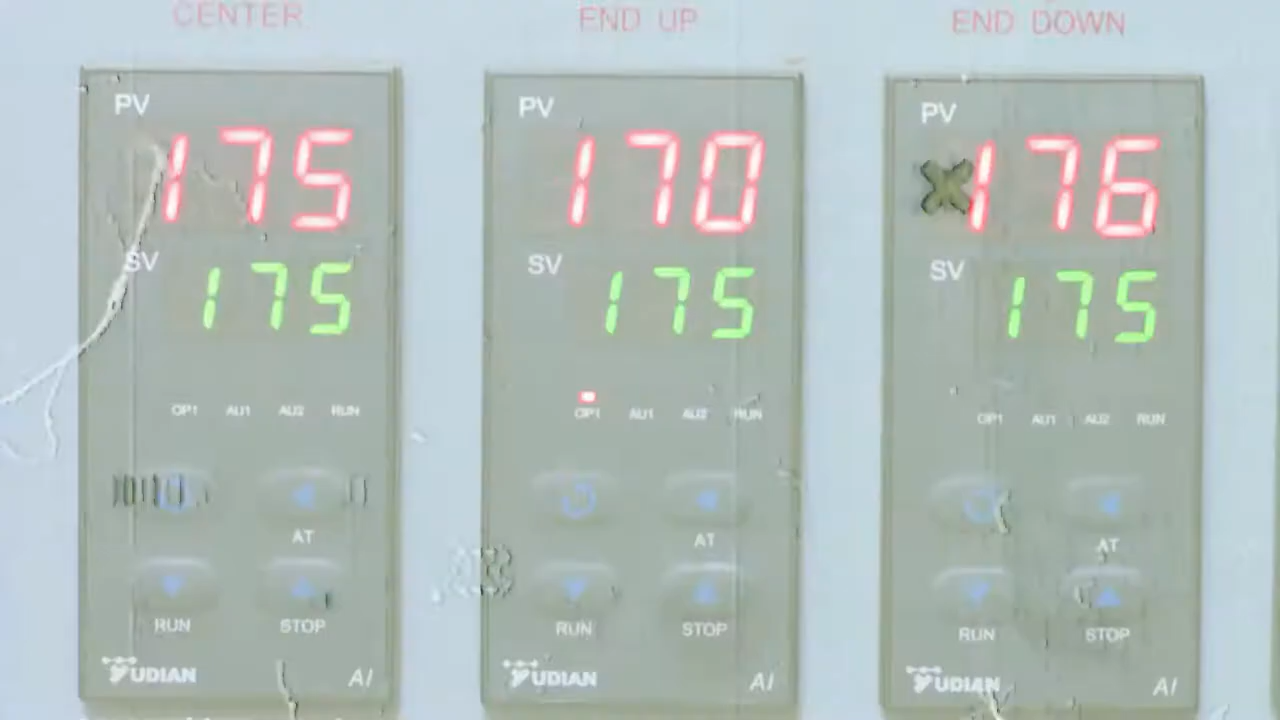 CENTER
PV
175
SV
175
OP1 AU1 AU2 RUN
AT
RUN STOP
YUDIAN AI
END UP
PV
170
SV
175
OP1 AU1 AU2 RUN
AT
RUN STOP
YUDIAN AI
END DOWN
PV
176
SV
175
OP1 AU1 AU2 RUN
AT
RUN STOP
YUDIAN AI